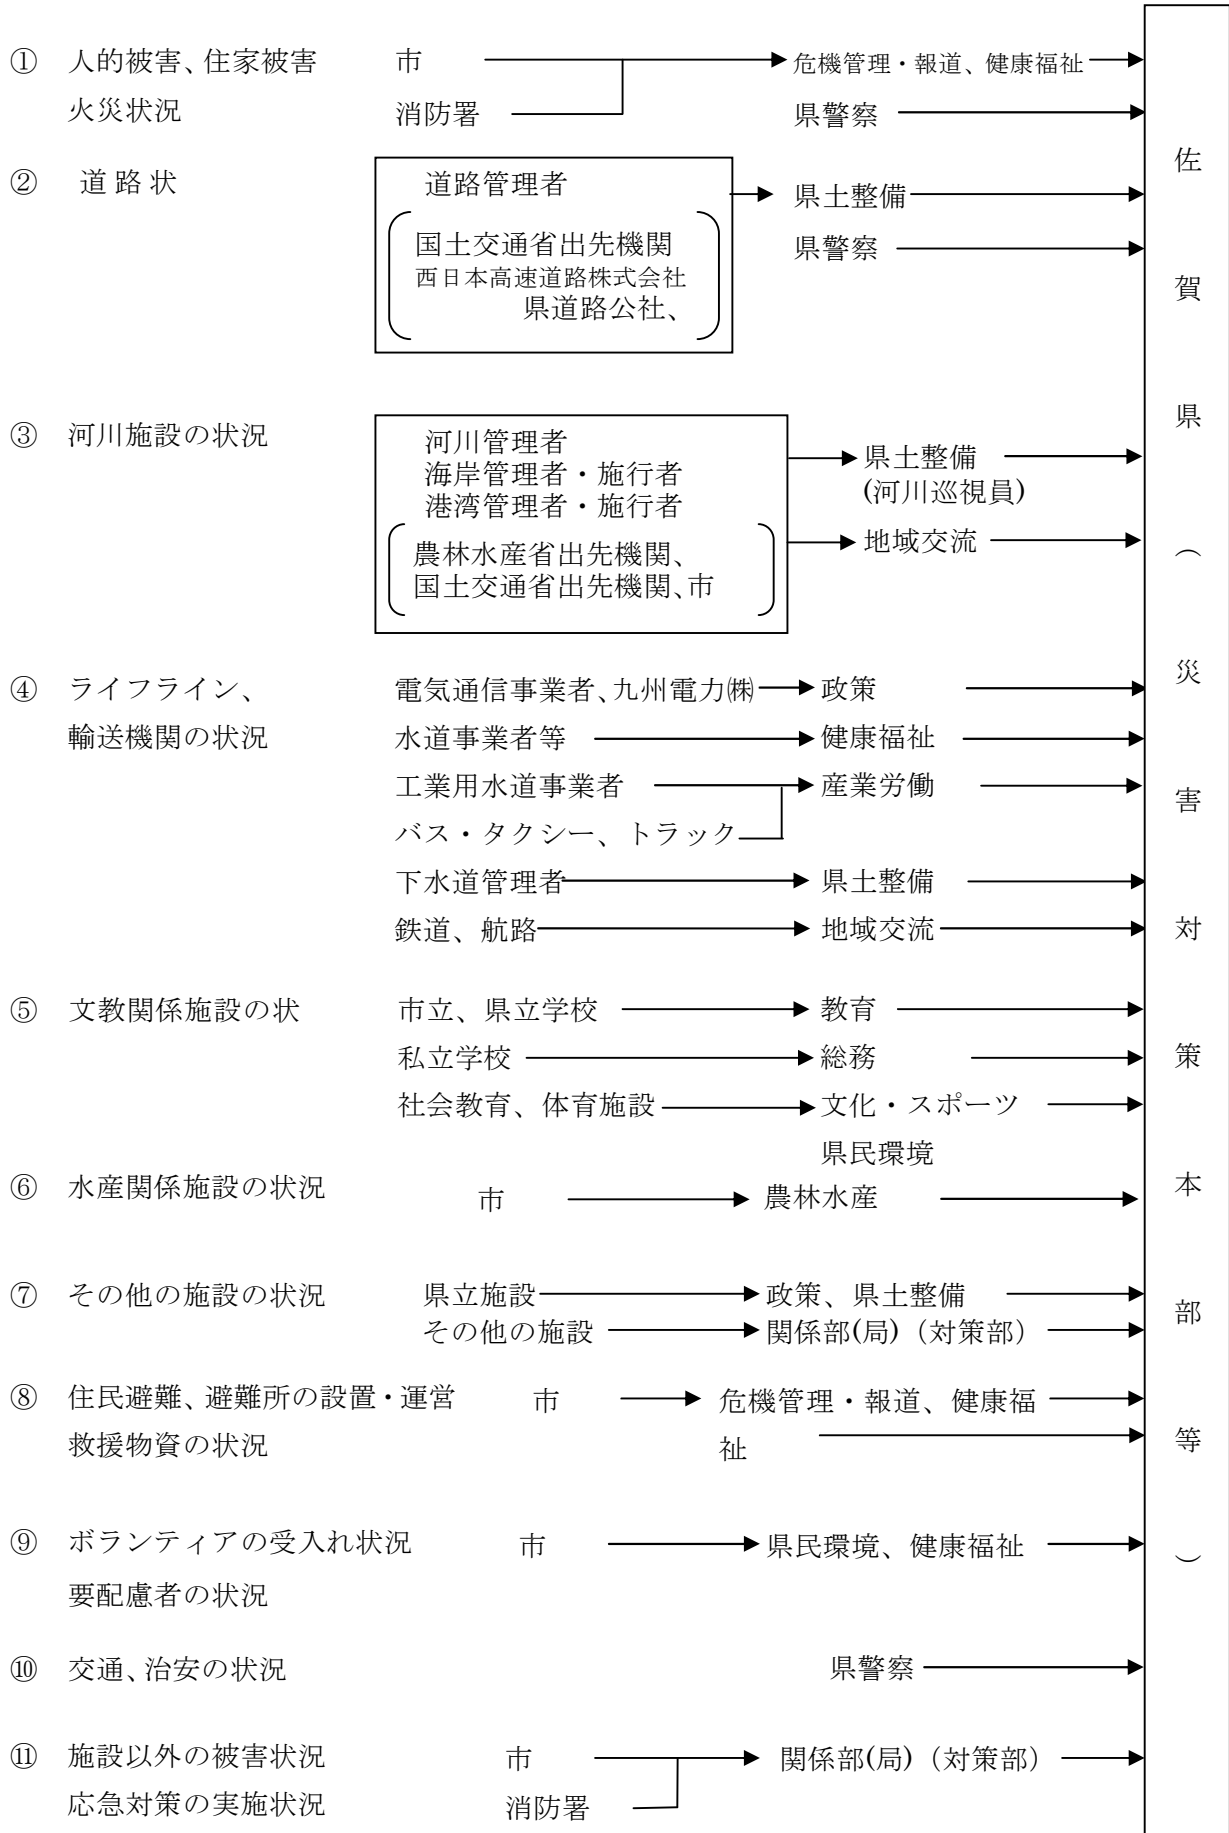 ① 人的被害、住家被害 市 危機管理・報道、健康福祉
火災状況 消防署 県警察
② 道路状 道路管理者 県土整備
国土交通省出先機関 県警察
西日本高速道路株式会社
県道路公社、
③ 河川施設の状況 河川管理者 県土整備
海岸管理者・施行者 (河川巡視員)
港湾管理者・施行者
農林水産省出先機関、 地域交流
国土交通省出先機関、市
④ ライフライン、 電気通信事業者、九州電力㈱ 政策
輸送機関の状況 水道事業者等 健康福祉
工業用水道事業者 産業労働
バス・タクシー、トラック
下水道管理者 県土整備
鉄道、航路 地域交流
⑤ 文教関係施設の状 市立、県立学校 教育
私立学校 総務
社会教育、体育施設 文化・スポーツ
県民環境
⑥ 水産関係施設の状況 市 農林水産
⑦ その他の施設の状況 県立施設 政策、県土整備
その他の施設 関係部(局)（対策部）
⑧ 住民避難、避難所の設置・運営 市 危機管理・報道、健康福
救援物資の状況 祉
⑨ ボランティアの受入れ状況 市 県民環境、健康福祉
要配慮者の状況
⑩ 交通、治安の状況 県警察
⑪ 施設以外の被害状況 市 関係部(局)（対策部）
応急対策の実施状況 消防署
佐賀県（災害対策本部等）